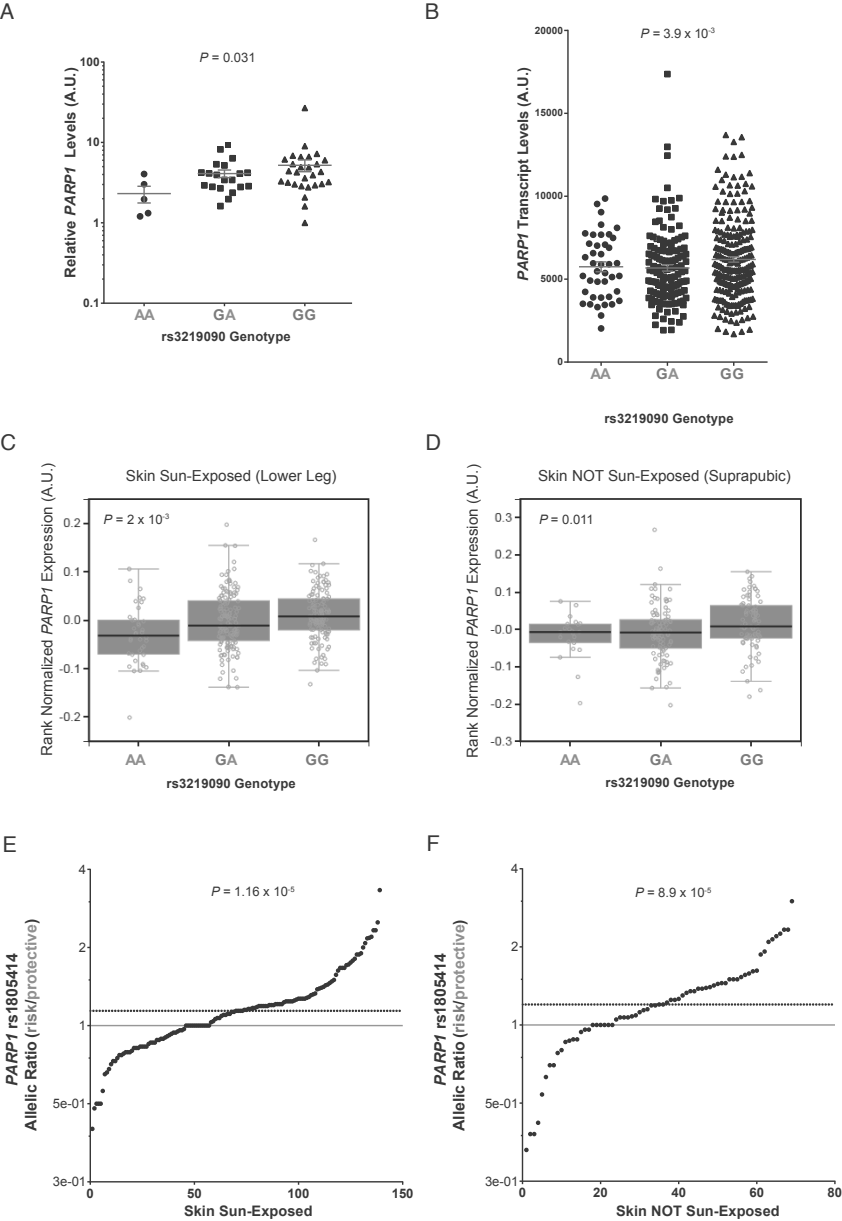 A
P = 0.031
Relative PARP1 Levels (A.U.)
100
10
1
0.1
AA GA GG
rs3219090 Genotype
B
P = 3.9 x 10-3
PARP1 Transcript Levels (A.U.)
20000
15000
10000
5000
0
AA GA GG
rs3219090 Genotype
C
Skin Sun-Exposed (Lower Leg)
P = 2 x 10-3
Rank Normalized PARP1 Expression (A.U.)
0.2
0.1
0.0
-0.1
-0.2
AA GA GG
rs3219090 Genotype
D
Skin NOT Sun-Exposed (Suprapubic)
P = 0.011
Rank Normalized PARP1 Expression (A.U.)
0.3
0.2
0.1
-0.0
-0.1
-0.2
-0.3
AA GA GG
rs3219090 Genotype
E
P = 1.16 x 10-5
PARP1 rs1805414
Allelic Ratio (risk/protective)
4
2
1
5e-01
3e-01
0 50 100 150
Skin Sun-Exposed
F
P = 8.9 x 10-5
PARP1 rs1805414
Allelic Ratio (risk/protective)
4
2
1
5e-01
3e-01
0 20 40 60 80
Skin NOT Sun-Exposed